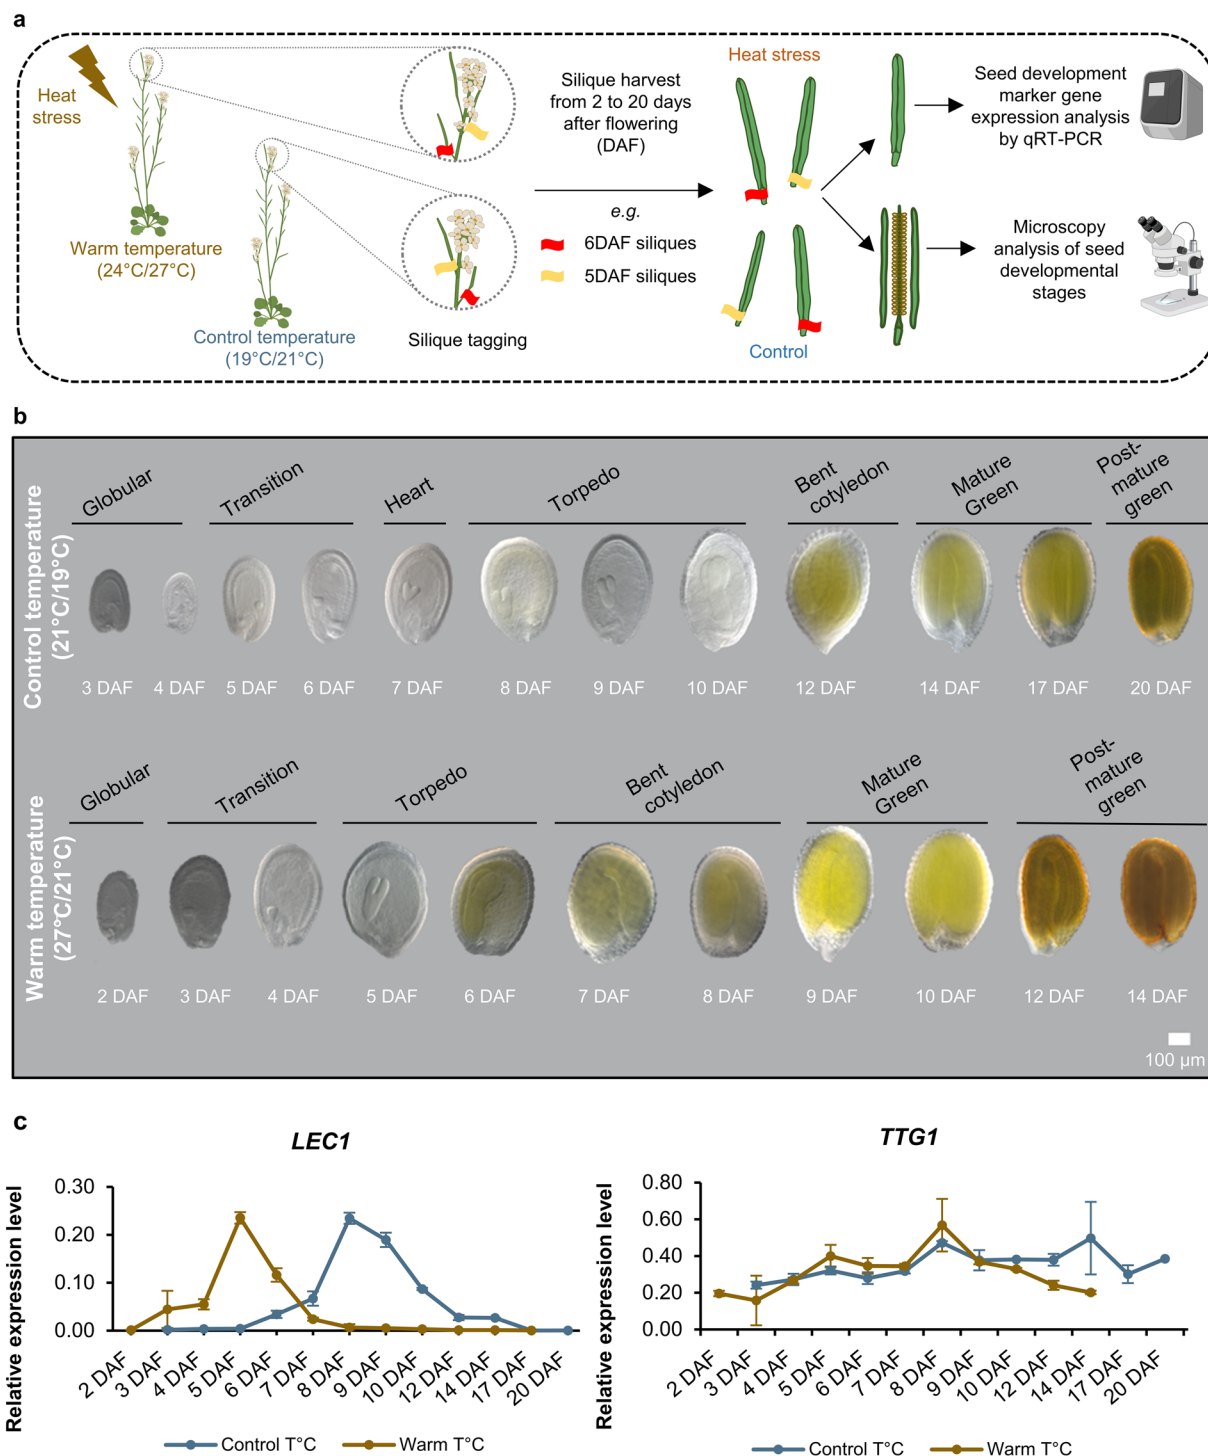 a
Heat
stress
Warm temperature
(24°C/27°C)
Control temperature
(19°C/21°C)
Silique tagging
Silique harvest
from 2 to 20 days
after flowering
(DAF)
e.g.
6DAF siliques
5DAF siliques
Heat stress
Control
Seed development
marker gene
expression analysis
by qRT-PCR
Microscopy
analysis of seed
developmental
stages
b
Control temperature
(21°C/19°C)
Globular
Transition
Heart
Torpedo
Bent
cotyledon
Mature
Green
Post-
mature
green
3 DAF 4 DAF 5 DAF 6 DAF 7 DAF 8 DAF 9 DAF 10 DAF 12 DAF 14 DAF 17 DAF 20 DAF
Warm temperature
(27°C/21°C)
Globular
Transition
Torpedo
Bent
cotyledon
Mature
Green
Post-
mature
green
2 DAF 3 DAF 4 DAF 5 DAF 6 DAF 7 DAF 8 DAF 9 DAF 10 DAF 12 DAF 14 DAF
100 µm
c
LEC1
Relative expression level
0.30
0.20
0.10
0.00
2 DAF 3 DAF 4 DAF 5 DAF 6 DAF 7 DAF 8 DAF 9 DAF 10 DAF 12 DAF 14 DAF 17 DAF 20 DAF
Control T°C Warm T°C
TTG1
Relative expression level
0.80
0.60
0.40
0.20
0.00
2 DAF 3 DAF 4 DAF 5 DAF 6 DAF 7 DAF 8 DAF 9 DAF 10 DAF 12 DAF 14 DAF 17 DAF 20 DAF
Control T°C Warm T°C